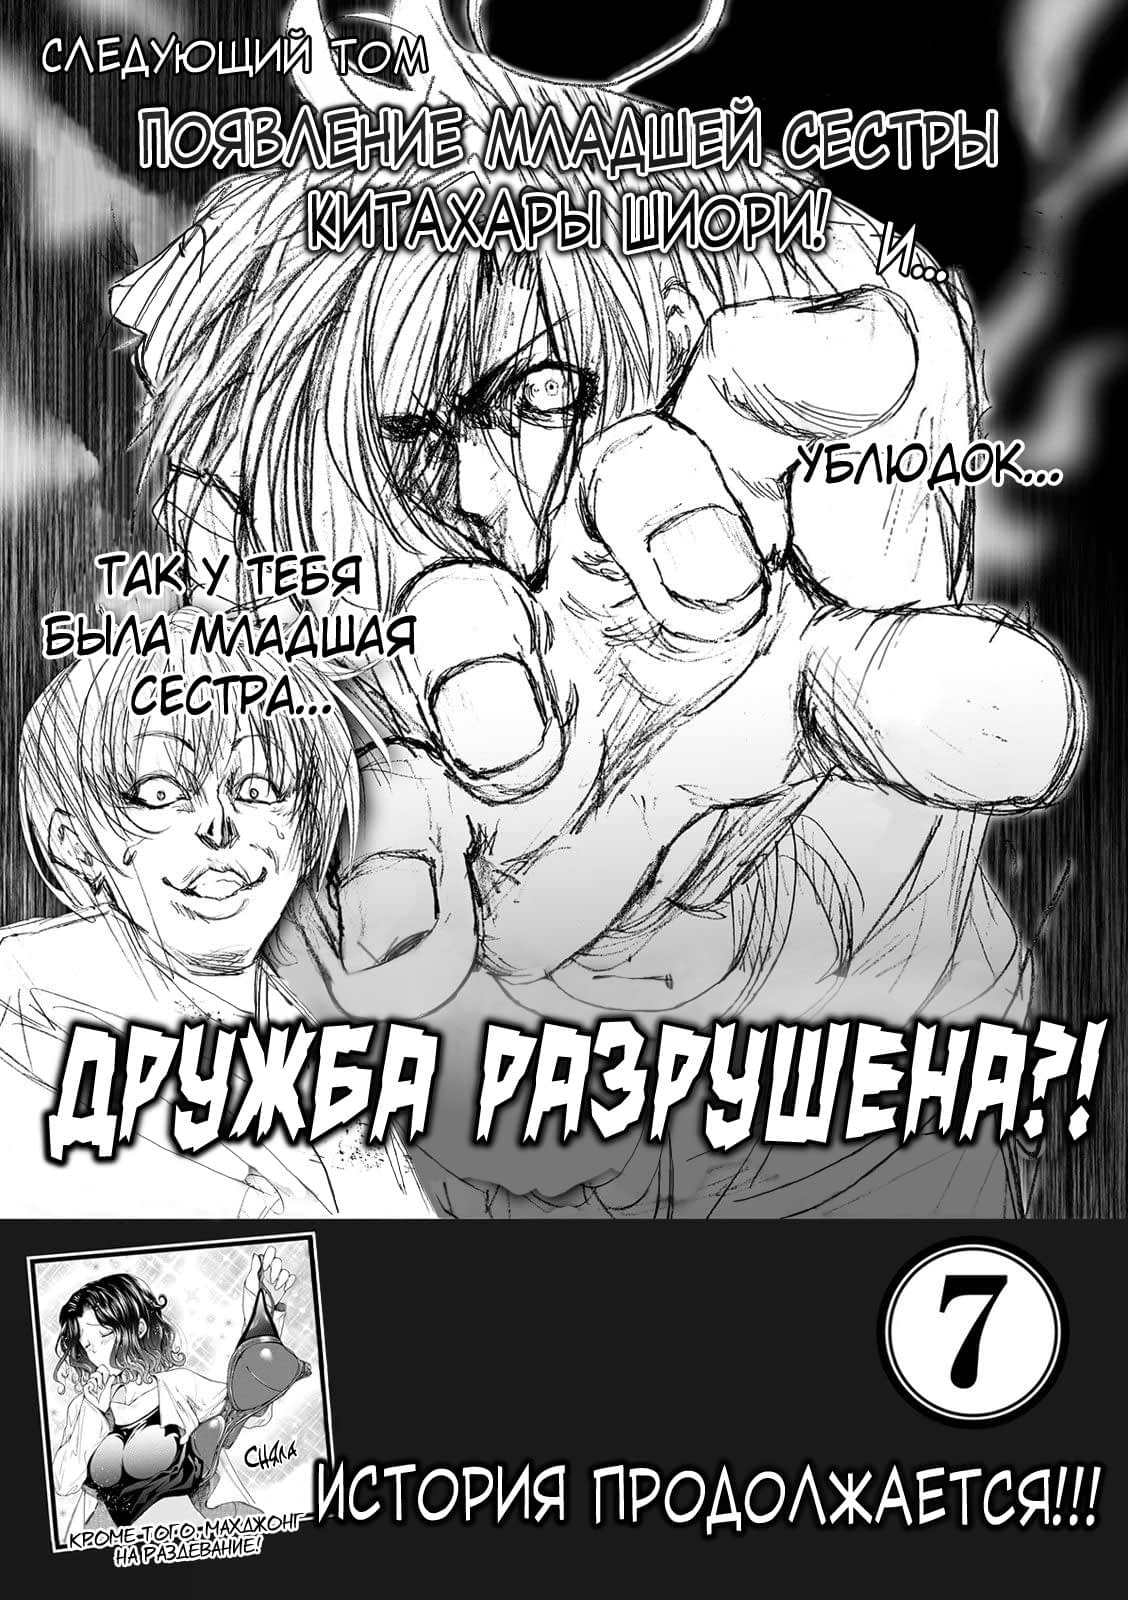 СЛЕДУЮЩИЙ ТОМ
ПОЯВЛЕНИЕ МЛАДШЕЙ СЕСТРЫ
КИТАХАРЫ ШИОРИ!
И...
УБЛЮДОК...
ТАК У ТЕБЯ
БЫЛА МЛАДШАЯ
СЕСТРА...
ДРУЖБА РАЗРУШЕНА?!
7
СНЯЛА
КРОМЕ ТОГО, МАХДЖОНГ
НА РАЗДЕВАНИЕ!
ИСТОРИЯ ПРОДОЛЖАЕТСЯ!!!